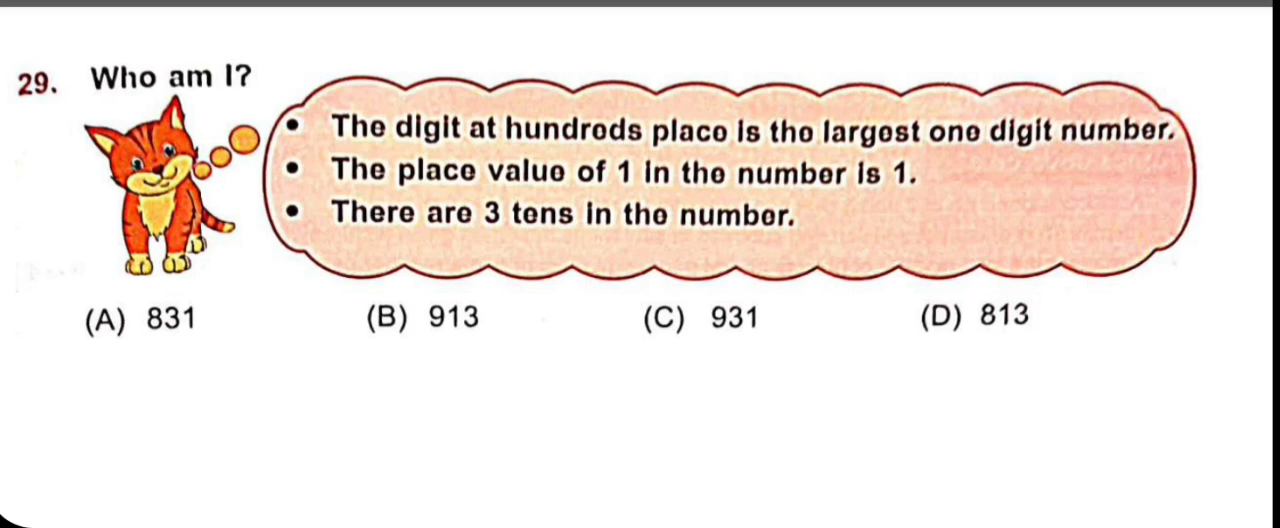 29. Who am I?
• The digit at hundreds place is the largest one digit number.
• The place value of 1 in the number is 1.
• There are 3 tens in the number.
(A) 831 (B) 913 (C) 931 (D) 813